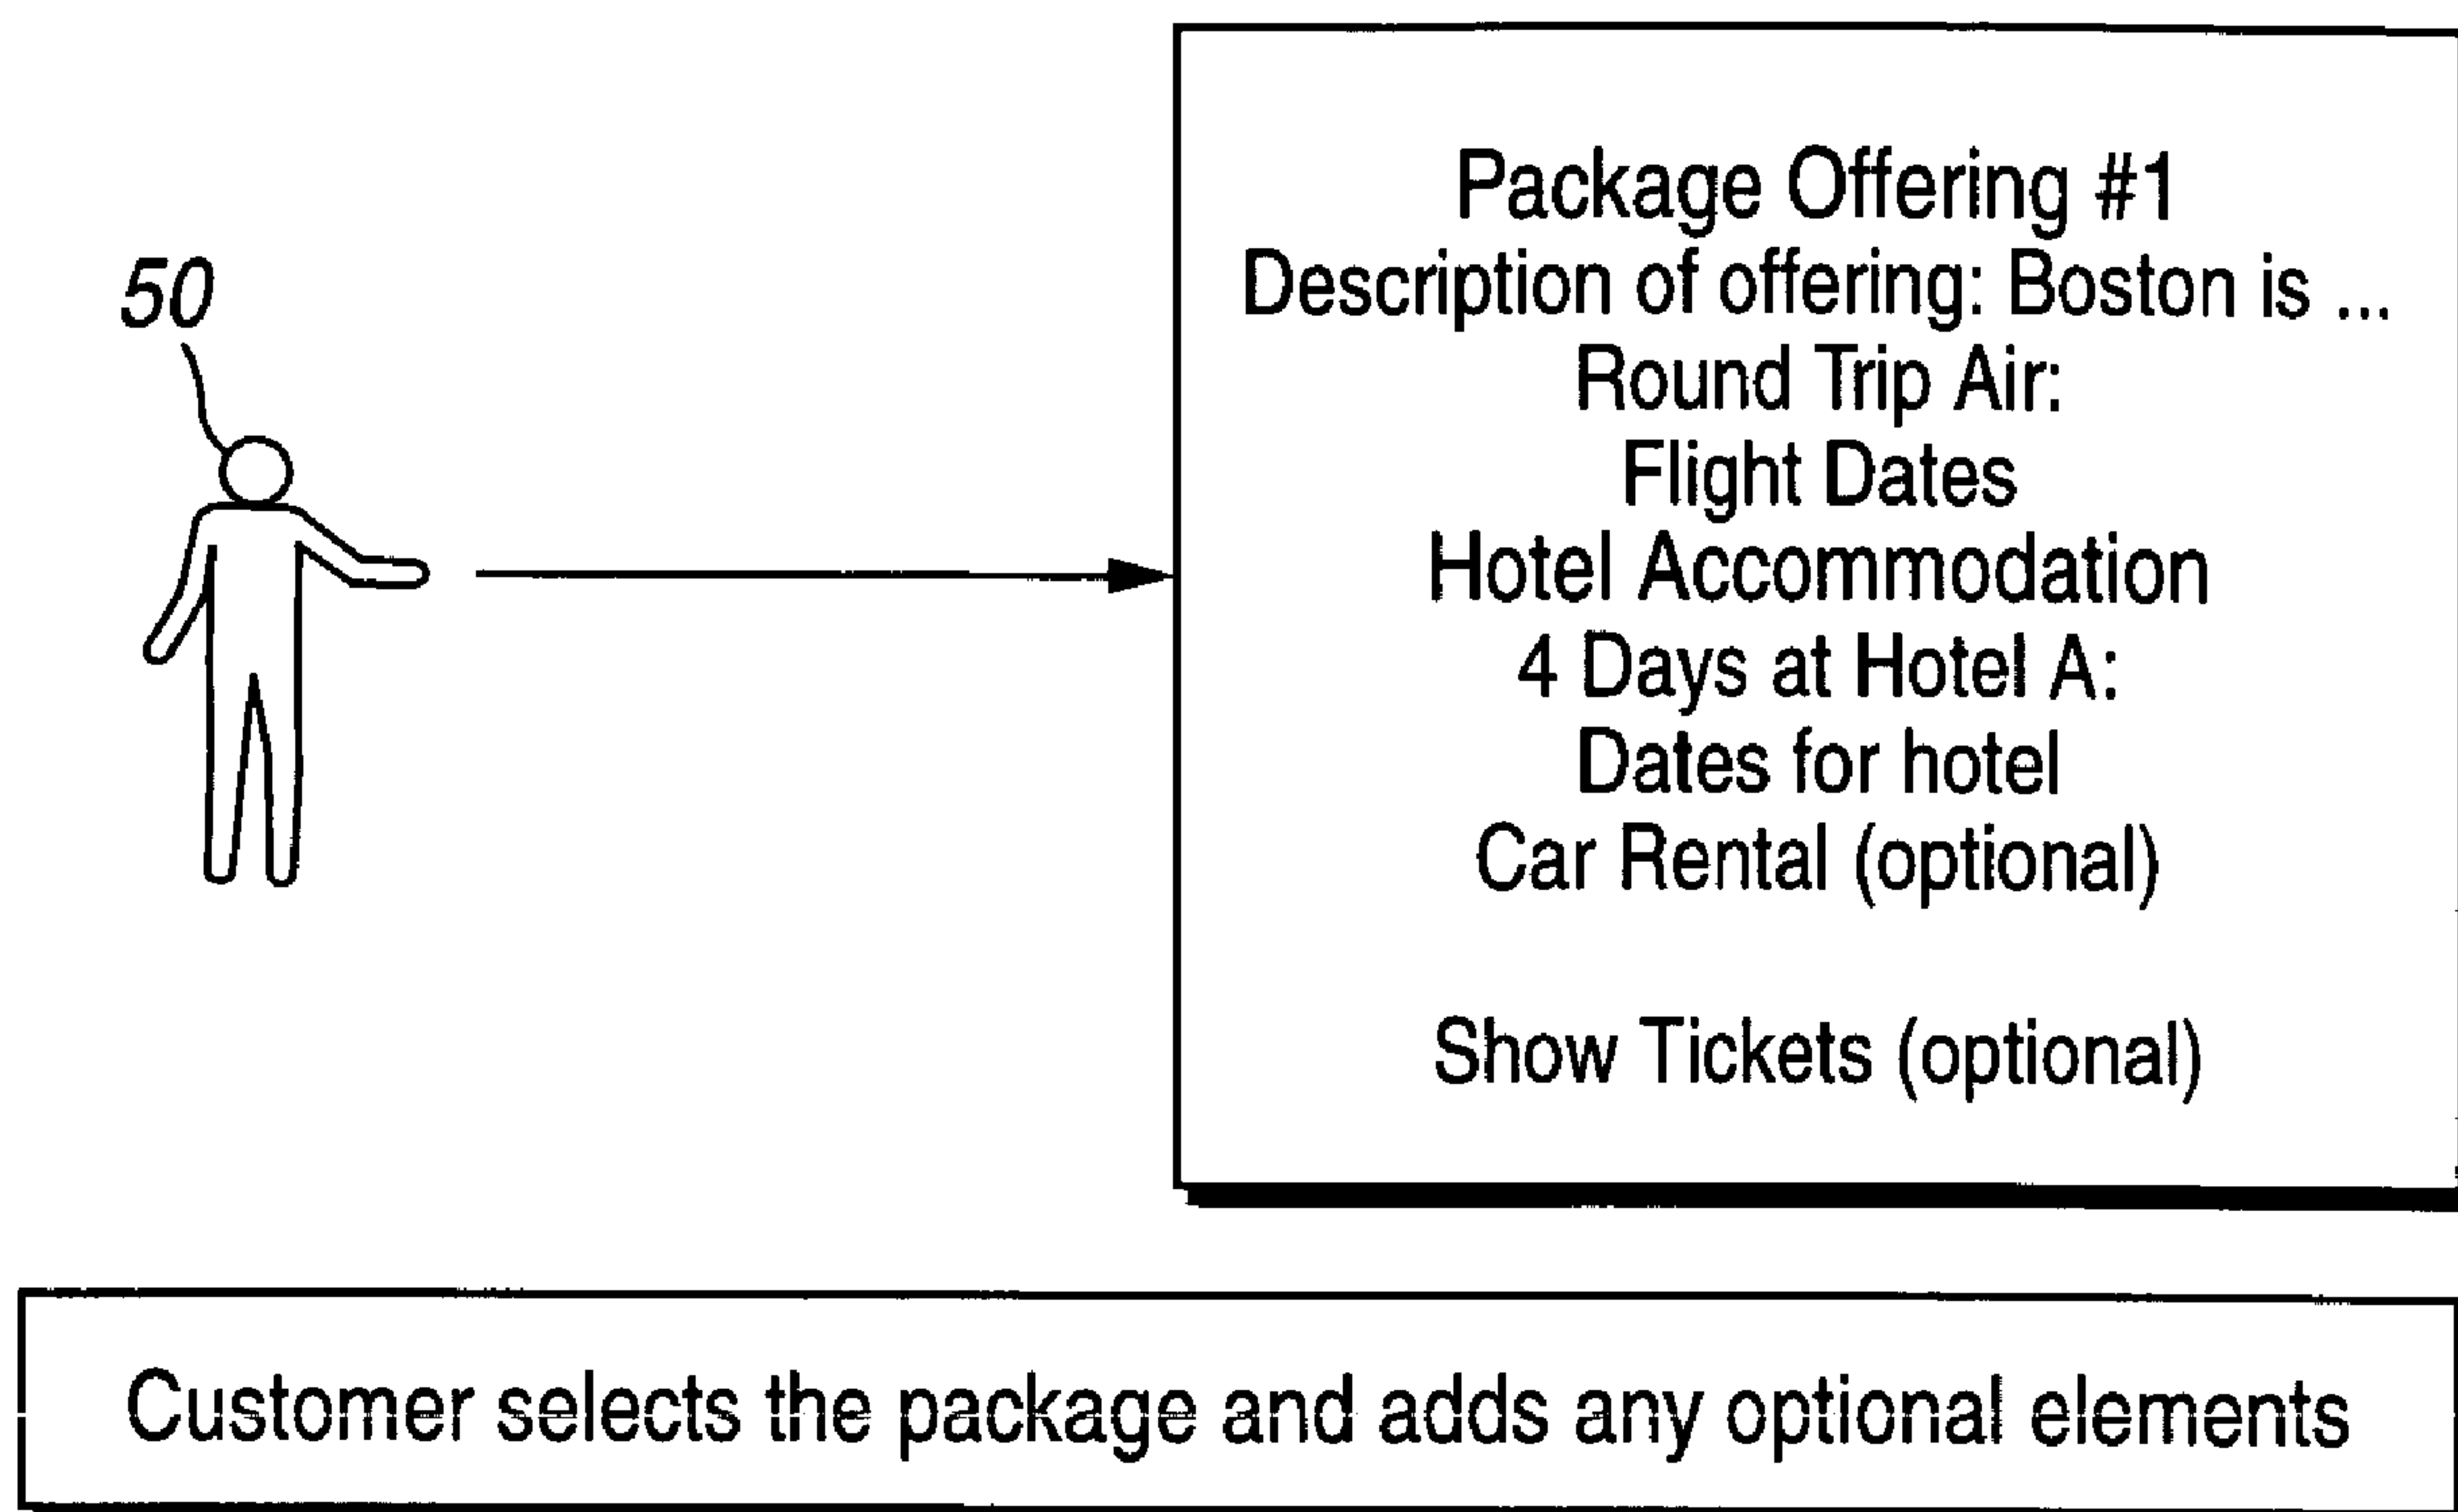 50
Package Offering #1
Description of offering: Boston is ...
Round Trip Air:
Flight Dates
Hotel Accommodation
4 Days at Hotel A:
Dates for hotel
Car Rental (optional)
Show Tickets (optional)
Customer selects the package and adds any optional elements